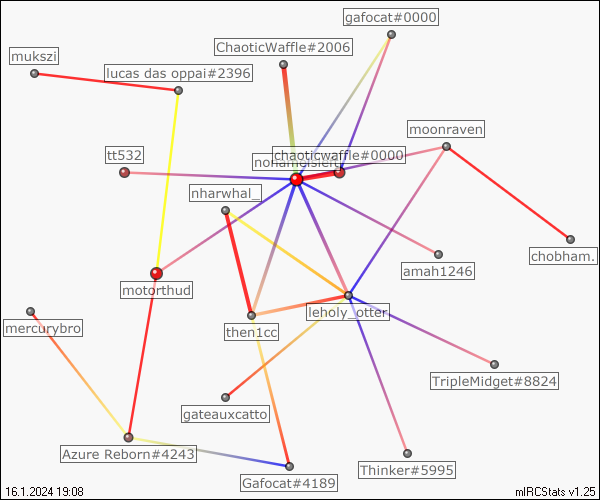 gafocat#0000
ChaoticWaffle#2006
mukszi
lucas das oppai#2396
moonraven
tt532
chaoticwaffle#0000
nharwhal_
chobham.
amah1246
motorthud
leholy_otter
mercurybro
then1cc
TripleMidget#8824
gateauxcatto
Azure Reborn#4243
Thinker#5995
Gafocat#4189
16.1.2024 19:08
mIRCStats v1.25